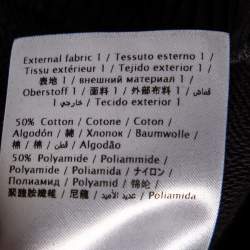 External fabric 1 / Tessuto esterno 1 /
Tissu extérieur 1 / Tejido exterior 1 /
表地 1 / внешний материал 1 /
Oberstoff 1 / 面料 1 / 外部布料 1 / قماش
خارجي 1 / Tecido exterior 1
50% Cotton / Cotone / Coton /
Algodón / 綿 / Хлопок / Baumwolle /
棉 / 棉 / قطن / Algodão
50% Polyamide / Poliammide /
Polyamide / Poliamida / ナイロン /
Полиамид / Polyamid / 锦纶 /
聚醯胺纖維 / 尼龍 / عديد الأميد / Poliamida